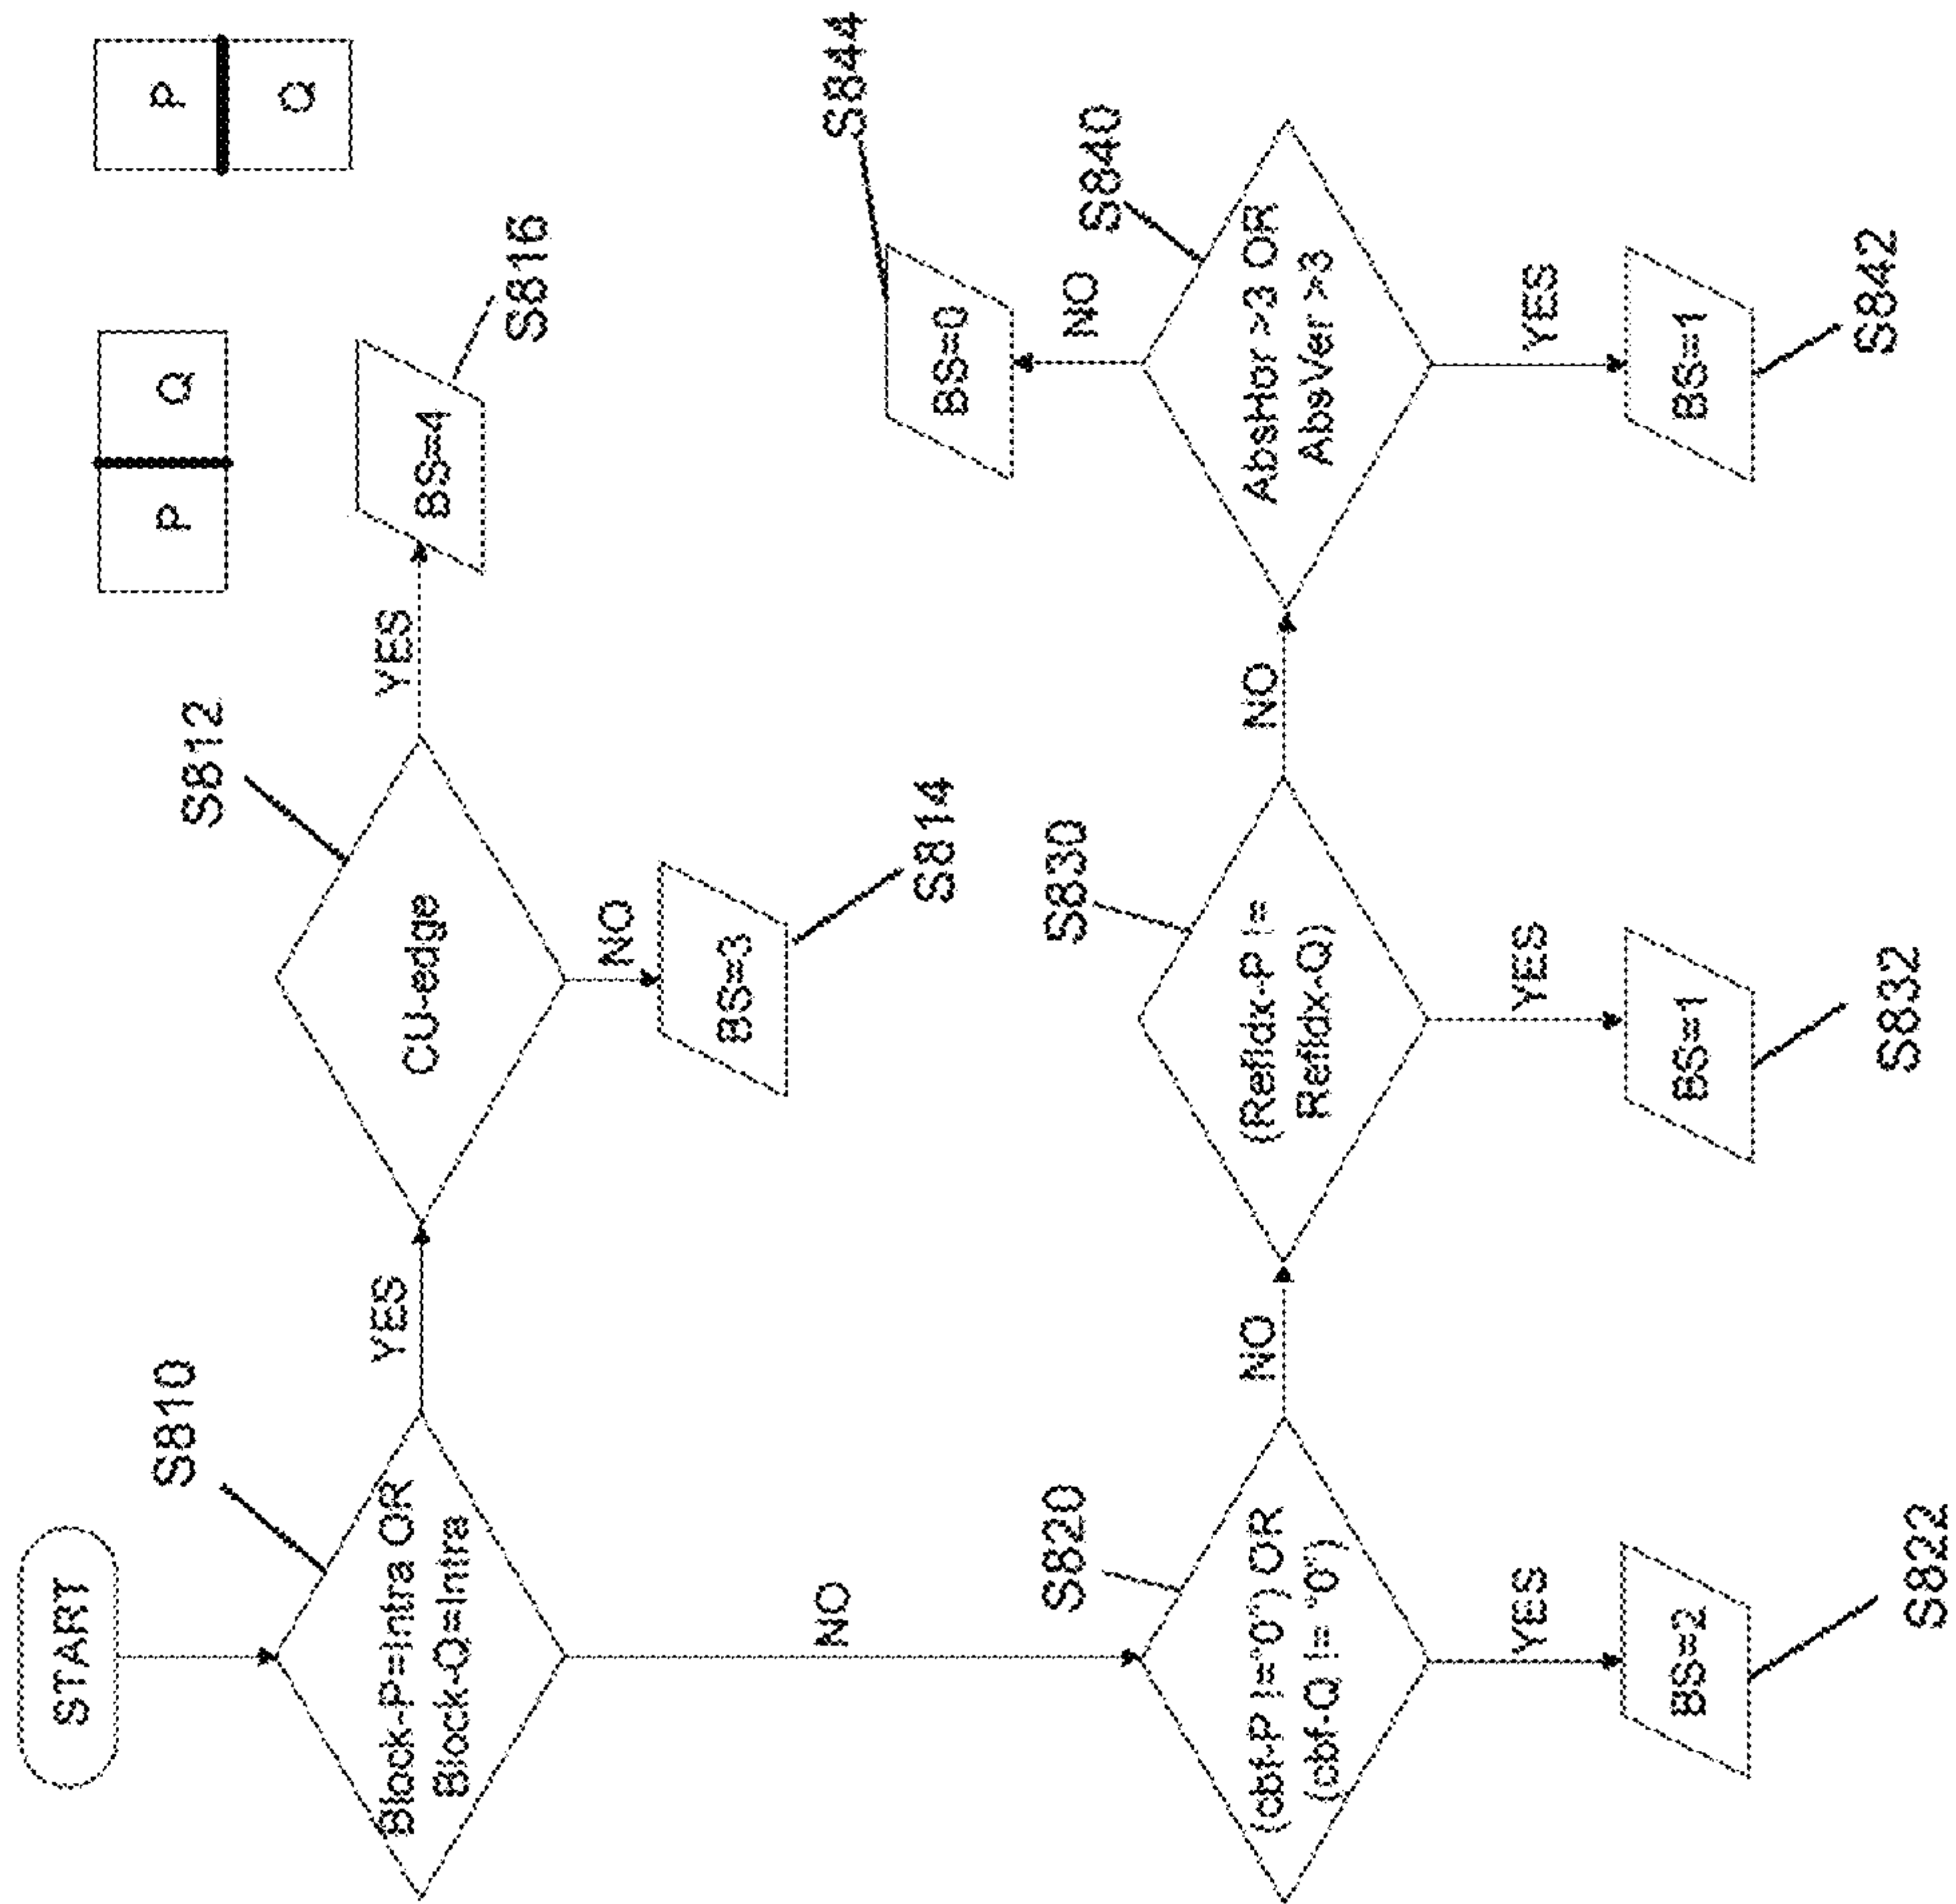 START
S810
Block-P=Intra OR
Block-Q=Intra
YES
S812
CU-edge
YES
BS=4
S816
P
Q
P
Q
NO
BS=3
S814
NO
S820
(cbf-P != "0") OR
(cbf-Q != "0")
YES
BS=2
S822
NO
S830
(RefIdx-P !=
RefIdx-Q)
YES
BS=1
S832
NO
S840
AbsHor >3 OR
AbsVer >3
NO
BS=0
S844
YES
BS=1
S842